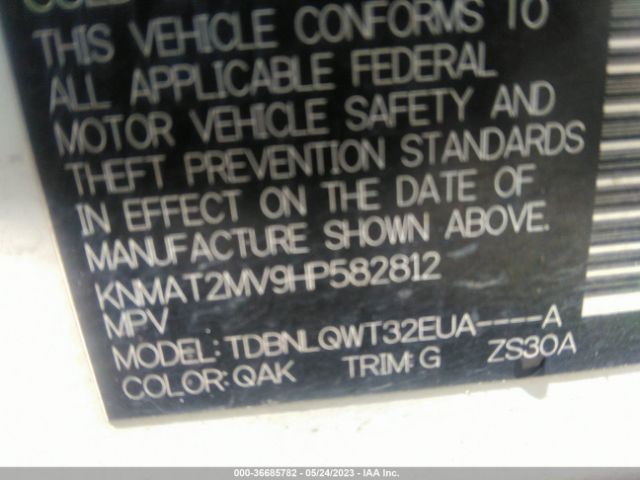 THIS VEHICLE CONFORMS TO
ALL APPLICABLE FEDERAL
MOTOR VEHICLE SAFETY AND
THEFT PREVENTION STANDARDS
IN EFFECT ON THE DATE OF
MANUFACTURE SHOWN ABOVE.
KNMAT2MV9HP582812
MPV
MODEL: TDBNLQWT32EUA----A
COLOR:QAK TRIM:G ZS30A
000-36685782 - 05/24/2023 - IAA Inc.